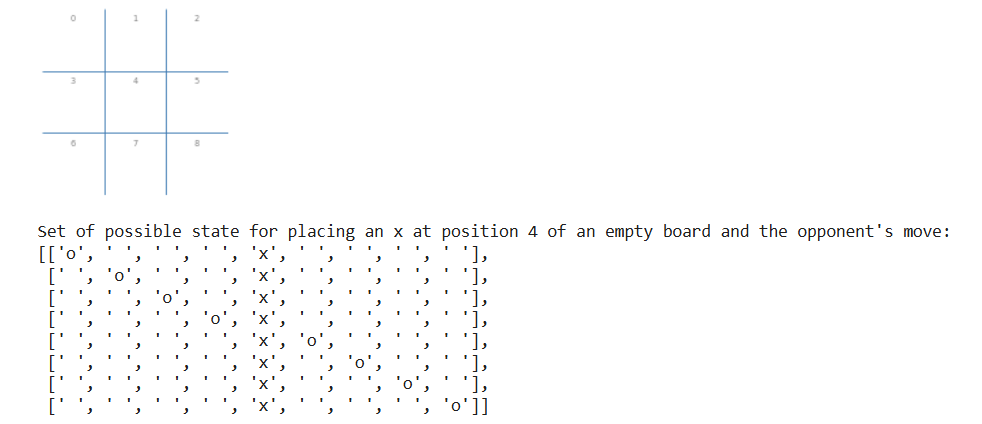 0 1 2
3 4 5
6 7 8
Set of possible state for placing an x at position 4 of an empty board and the opponent's move:
[['o', ' ', ' ', ' ', 'x', ' ', ' ', ' ', ' '],
[' ', 'o', ' ', ' ', 'x', ' ', ' ', ' ', ' '],
[' ', ' ', 'o', ' ', 'x', ' ', ' ', ' ', ' '],
[' ', ' ', ' ', 'o', 'x', ' ', ' ', ' ', ' '],
[' ', ' ', ' ', ' ', 'x', 'o', ' ', ' ', ' '],
[' ', ' ', ' ', ' ', 'x', ' ', 'o', ' ', ' '],
[' ', ' ', ' ', ' ', 'x', ' ', ' ', 'o', ' '],
[' ', ' ', ' ', ' ', 'x', ' ', ' ', ' ', 'o']]